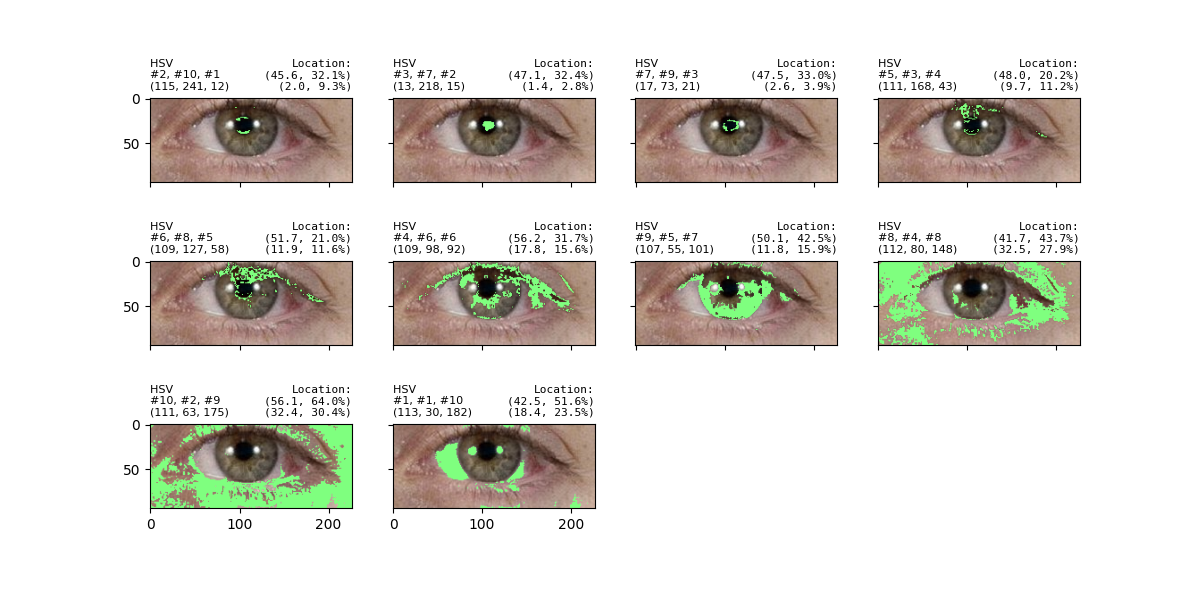 HSV Location:
#2, #10, #1 (45.6, 32.1%)
(115, 241, 12) (2.0, 9.3%)
HSV Location:
#3, #7, #2 (47.1, 32.4%)
(13, 218, 15) (1.4, 2.8%)
HSV Location:
#7, #9, #3 (47.5, 33.0%)
(17, 73, 21) (2.6, 3.9%)
HSV Location:
#5, #3, #4 (48.0, 20.2%)
(111, 168, 43) (9.7, 11.2%)
0
50
HSV Location:
#6, #8, #5 (51.7, 21.0%)
(109, 127, 58) (11.9, 11.6%)
HSV Location:
#4, #6, #6 (56.2, 31.7%)
(109, 98, 92) (17.8, 15.6%)
HSV Location:
#9, #5, #7 (50.1, 42.5%)
(107, 55, 101) (11.8, 15.9%)
HSV Location:
#8, #4, #8 (41.7, 43.7%)
(112, 80, 148) (32.5, 27.9%)
0
50
HSV Location:
#10, #2, #9 (56.1, 64.0%)
(111, 63, 175) (32.4, 30.4%)
HSV Location:
#1, #1, #10 (42.5, 51.6%)
(113, 30, 182) (18.4, 23.5%)
0
50
0 100 200
0 100 200